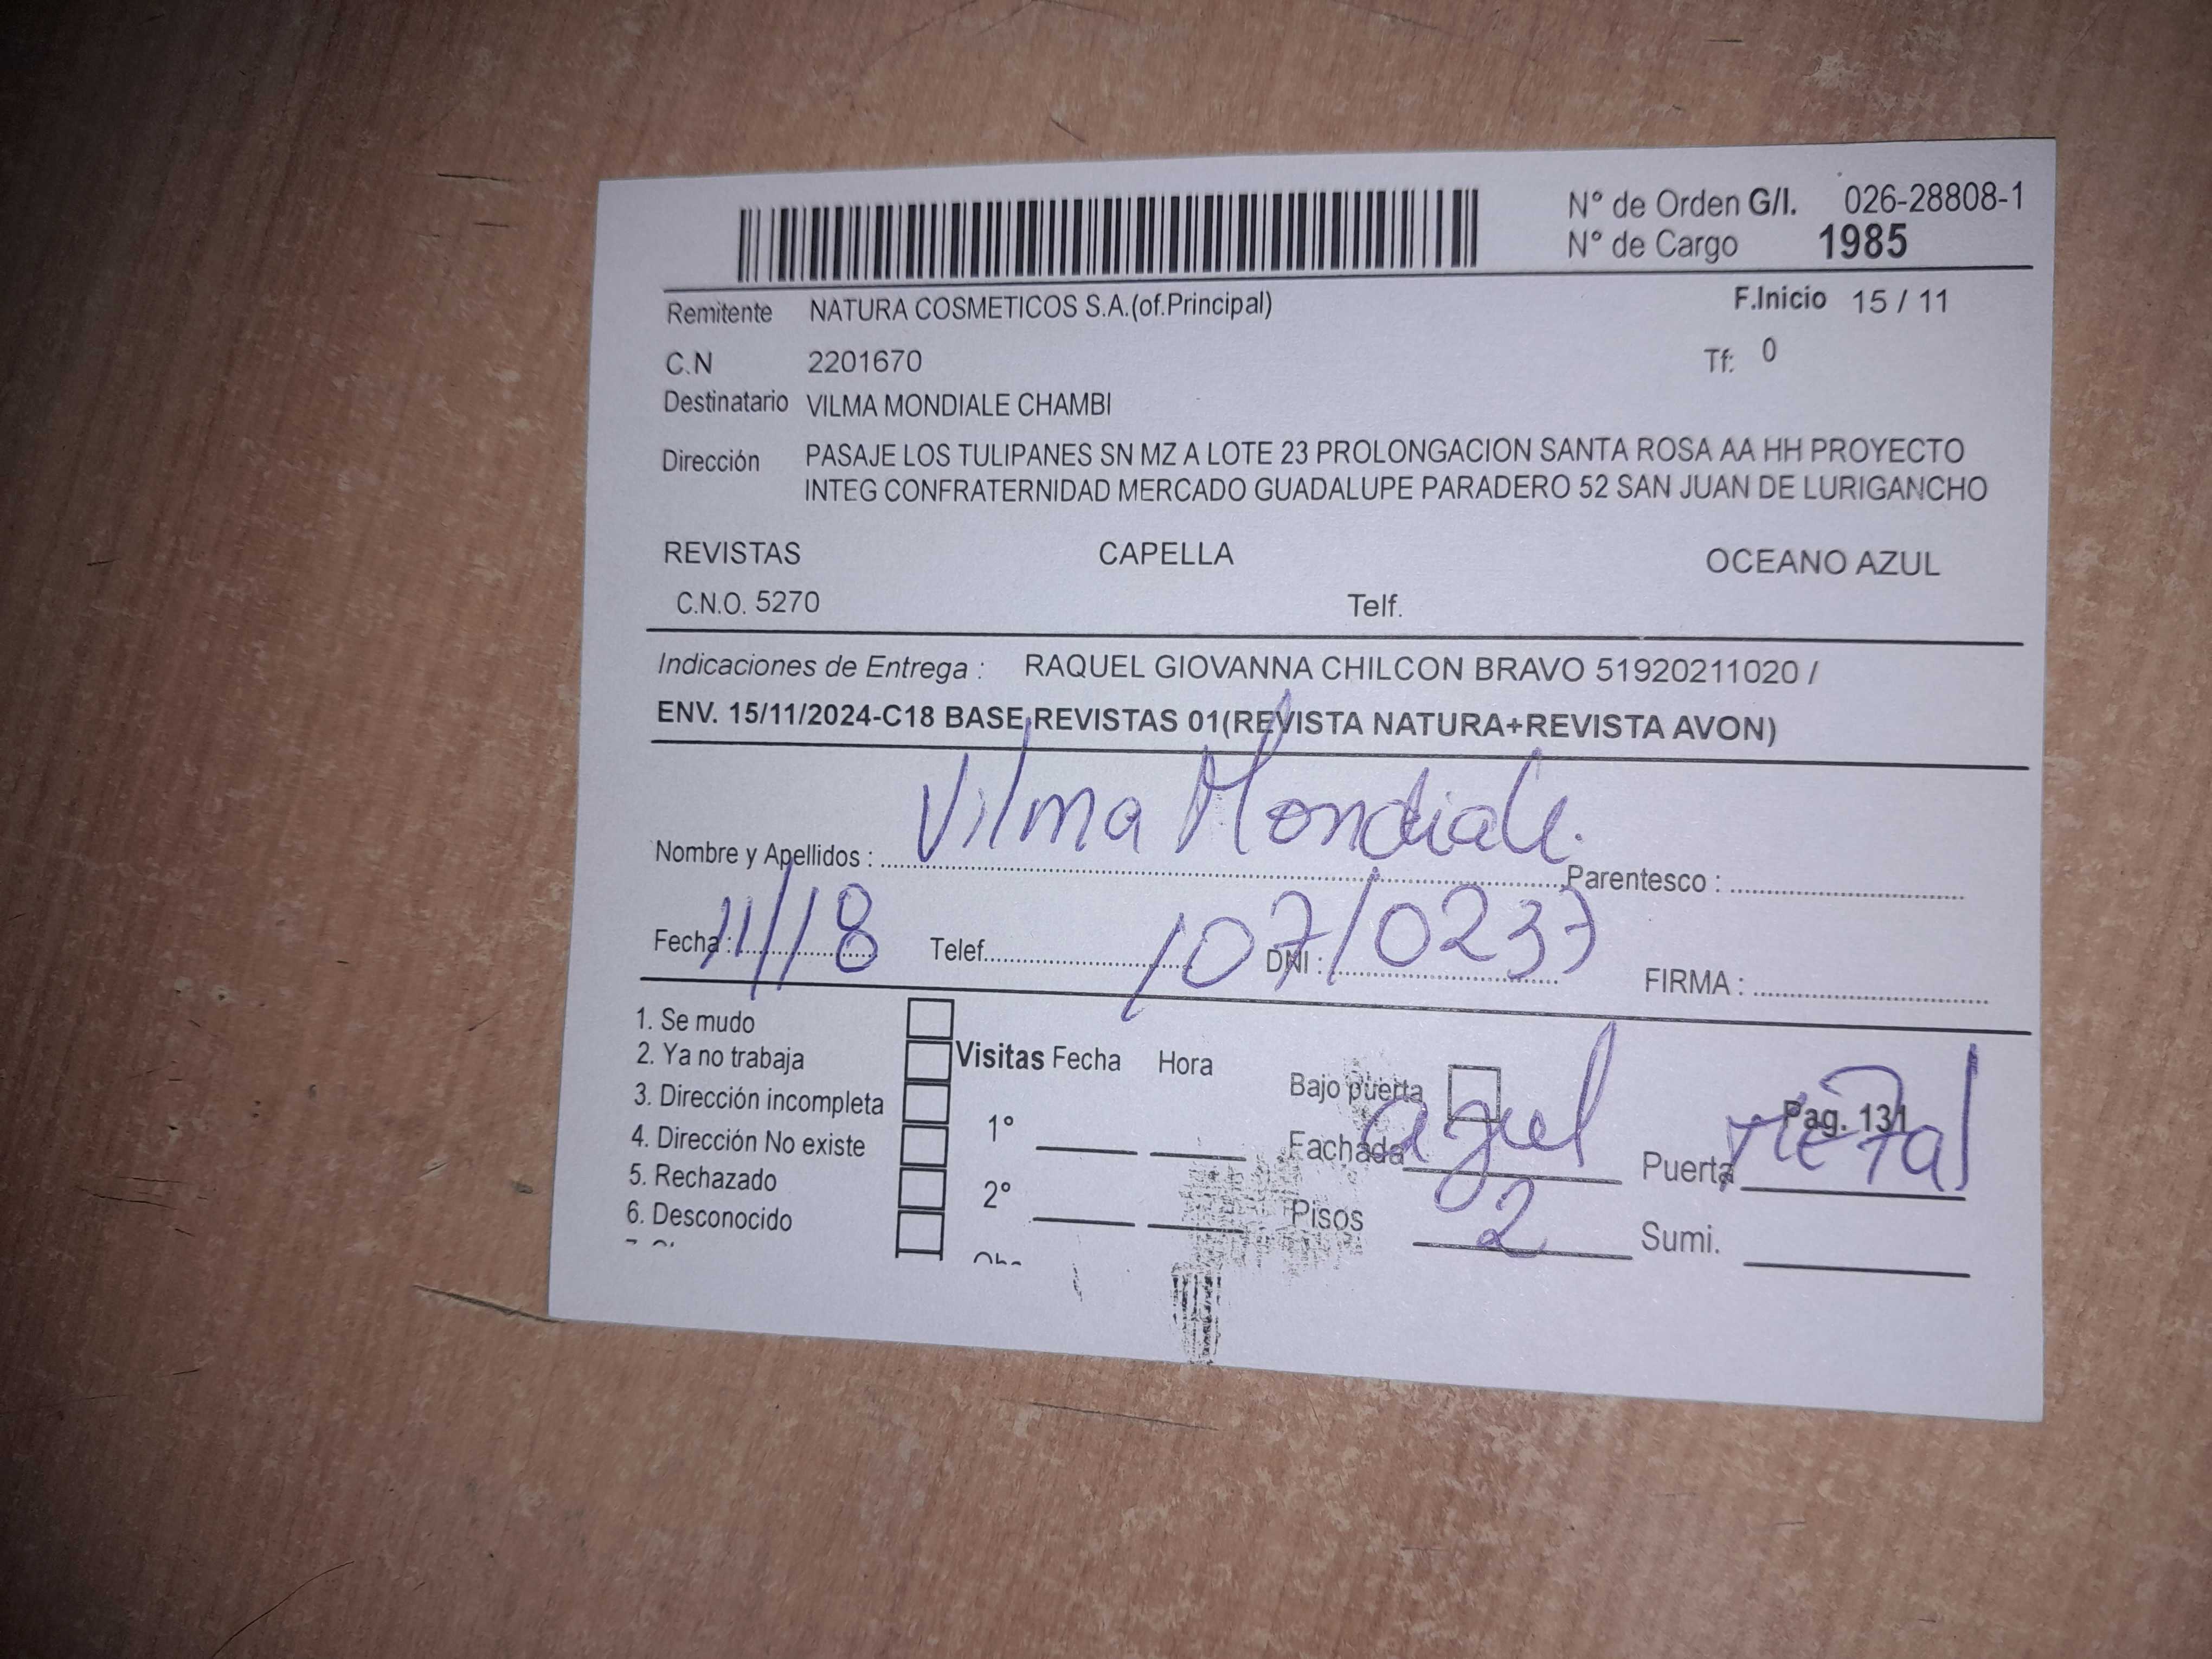 N° de Orden G/I. 026-28808-1
N° de Cargo 1985
Remitente NATURA COSMETICOS S.A.(of.Principal) F.Inicio 15 / 11
C.N 2201670 Tf: 0
Destinatario VILMA MONDIALE CHAMBI
Dirección PASAJE LOS TULIPANES SN MZ A LOTE 23 PROLONGACION SANTA ROSA AA HH PROYECTO
INTEG CONFRATERNIDAD MERCADO GUADALUPE PARADERO 52 SAN JUAN DE LURIGANCHO
REVISTAS CAPELLA OCEANO AZUL
C.N.O. 5270 Telf.
Indicaciones de Entrega : RAQUEL GIOVANNA CHILCON BRAVO 51920211020 /
ENV. 15/11/2024-C18 BASE REVISTAS 01(REVISTA NATURA+REVISTA AVON)
Nombre y Apellidos : Vilma Mondiale. Parentesco :
Fecha : 11/18 Telef. DNI : 10710237 FIRMA :
1. Se mudo
2. Ya no trabaja
3. Dirección incompleta
4. Dirección No existe
5. Rechazado
6. Desconocido
Visitas Fecha Hora
1°
2°
Bajo puerta
Fachada azul Puerta metal
Pag. 131
Pisos 2 Sumi.